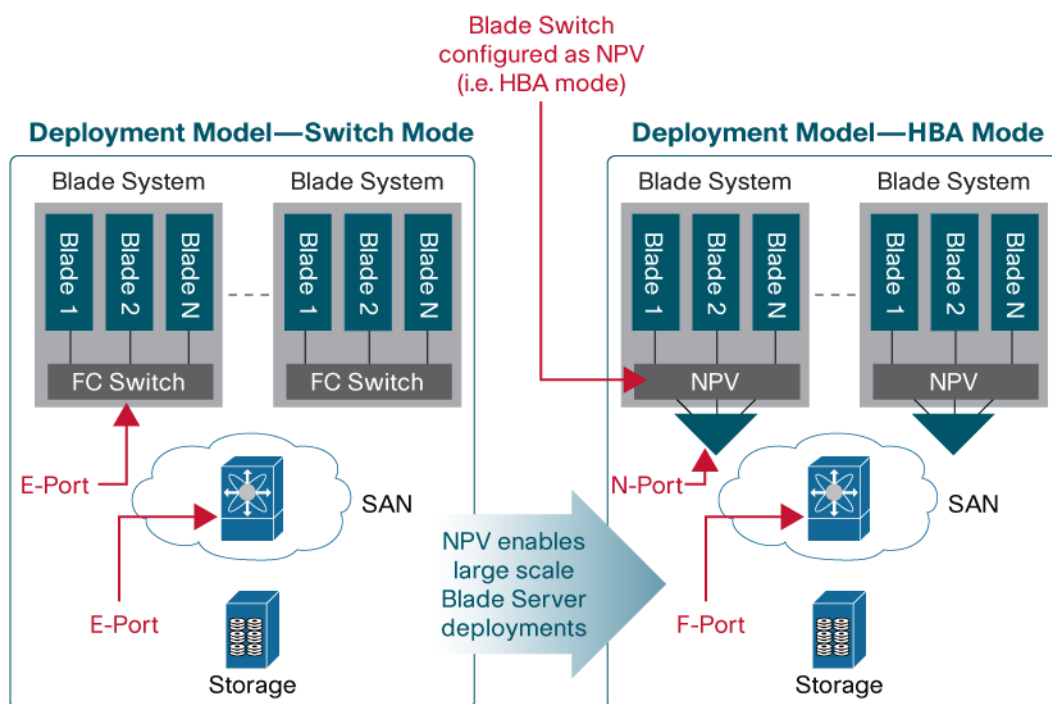 Blade Switch
configured as NPV
(i.e. HBA mode)
Deployment Model—Switch Mode
Blade System
Blade System
Blade 1
Blade 2
Blade N
Blade 1
Blade 2
Blade N
FC Switch
FC Switch
E-Port
SAN
E-Port
Storage
NPV enables
large scale
Blade Server
deployments
Deployment Model—HBA Mode
Blade System
Blade System
Blade 1
Blade 2
Blade N
Blade 1
Blade 2
Blade N
NPV
NPV
N-Port
SAN
F-Port
Storage